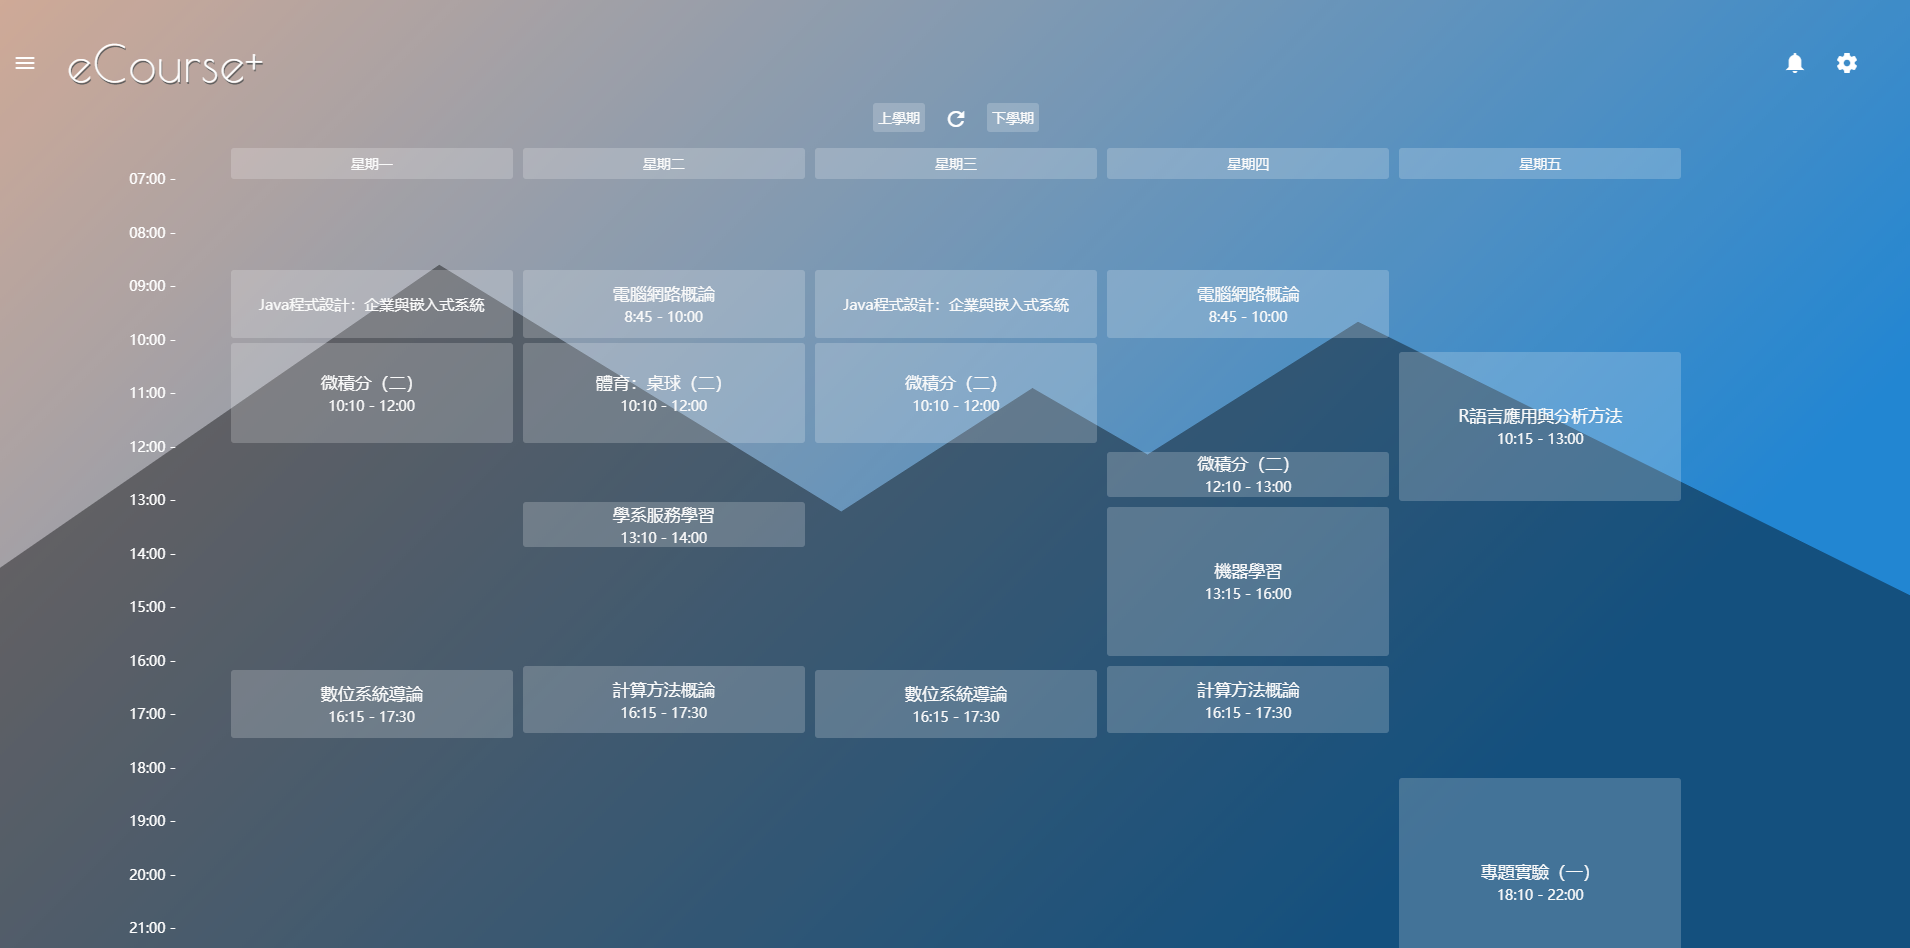 eCourse+
上學期
下學期
星期一
星期二
星期三
星期四
星期五
07:00 -
08:00 -
09:00 -
10:00 -
11:00 -
12:00 -
13:00 -
14:00 -
15:00 -
16:00 -
17:00 -
18:00 -
19:00 -
20:00 -
21:00 -
Java程式設計：企業與嵌入式系統
微積分（二）
10:10 - 12:00
數位系統導論
16:15 - 17:30
電腦網路概論
8:45 - 10:00
體育：桌球（二）
10:10 - 12:00
學系服務學習
13:10 - 14:00
計算方法概論
16:15 - 17:30
Java程式設計：企業與嵌入式系統
微積分（二）
10:10 - 12:00
數位系統導論
16:15 - 17:30
電腦網路概論
8:45 - 10:00
微積分（二）
12:10 - 13:00
機器學習
13:15 - 16:00
計算方法概論
16:15 - 17:30
R語言應用與分析方法
10:15 - 13:00
專題實驗（一）
18:10 - 22:00